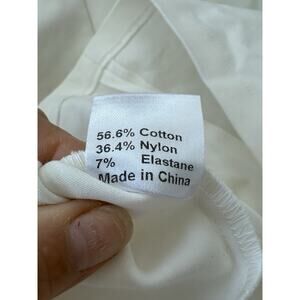 56.6% Cotton
36.4% Nylon
7% Elastane
Made in China